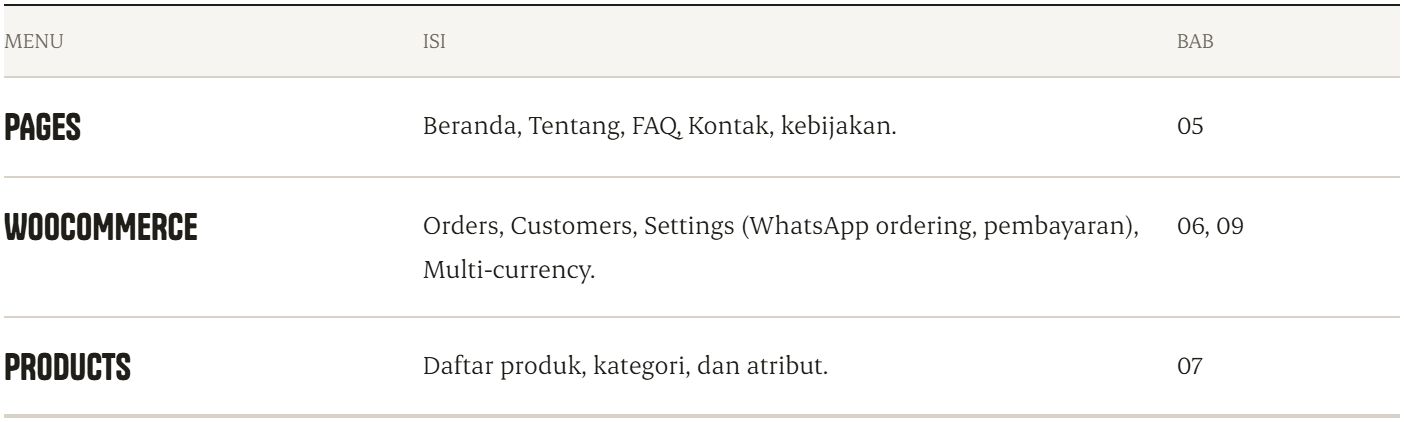 MENU ISI BAB
PAGES Beranda, Tentang, FAQ, Kontak, kebijakan. 05
WOOCOMMERCE Orders, Customers, Settings (WhatsApp ordering, pembayaran), 06, 09
Multi-currency.
PRODUCTS Daftar produk, kategori, dan atribut. 07